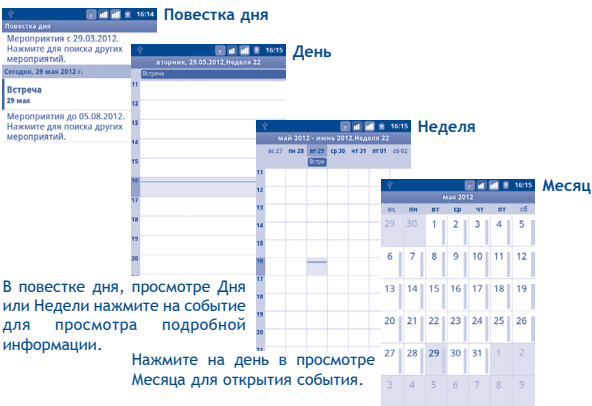 16:14
Повестка дня
Повестка дня
Мероприятия с 29.03.2012.
Нажмите для поиска других
мероприятий.
Сегодня, 29 мая 2012 г.
Встреча
29 мая
Мероприятия до 05.08.2012.
Нажмите для поиска других
мероприятий.
16:15
День
вторник, 29.05.2012,Неделя 22
Встреча
11
12
13
14
15
16
17
18
19
20
16:15
Неделя
май 2012 - июнь 2012,Неделя 22
вс 27 пн 28 вт 29 ср 30 чт 31 пт 01 сб 02
Встре
11
12
13
14
15
16
17
18
19
20
21
16:15
Месяц
мая 2012
вс пн вт ср чт пт сб
29 30 1 2 3 4 5
6 7 8 9 10 11 12
13 14 15 16 17 18 19
20 21 22 23 24 25 26
27 28 29 30 31 1 2
3 4 5 6 7 8 9
В повестке дня, просмотре Дня
или Недели нажмите на событие
для просмотра подробной
информации.
Нажмите на день в просмотре
Месяца для открытия события.